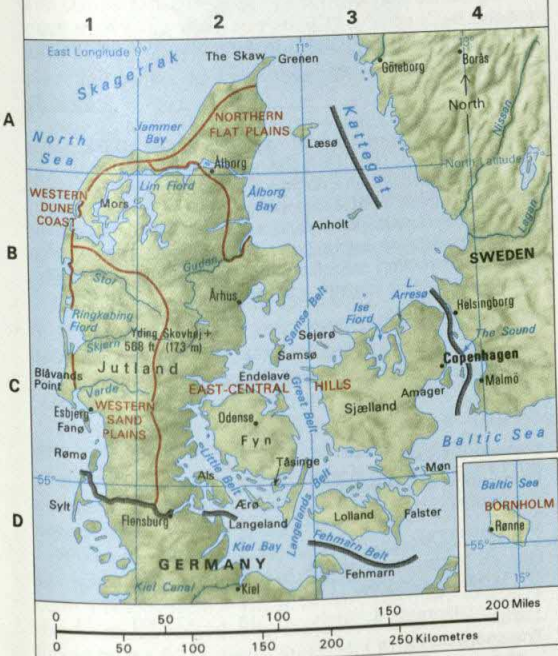 1 2 3 4
East Longitude 9°
11°
The Skaw
Grenen
Göteborg
Borås
Skagerrak
North
A
NORTHERN
FLAT PLAINS
Jammer
Bay
Kattegat
Nissan
North
Sea
Læsø
Ålborg
North Latitude 57°
Lim Fiord
WESTERN
DUNE
COAST
Mors
Ålborg
Bay
Lagan
Anholt
B
SWEDEN
Guden
Stor
Århus
Samsø Belt
Ise
Fiord
L.
Arresø
Helsingborg
Ringkøbing
Fiord
Yding Skovhøj +
568 ft (173 m)
Sejerø
The Sound
Skjern
Samsø
Copenhagen
Jutland
Blåvands
Point
C
Endelave
EAST-CENTRAL HILLS
Amager
Malmö
Varde
Great Belt
Sjælland
Esbjerg
Fanø
WESTERN
SAND
PLAINS
Odense
Fyn
Baltic Sea
Rømø
Little Belt
Tåsinge
Møn
55°
Als
Baltic Sea
BORNHOLM
Sylt
Ærø
Langeland
Langelands Belt
Lolland
Falster
Rønne
D
Flensburg
55°
Kiel Bay
Fehmarn Belt
15°
GERMANY
Fehmarn
Kiel Canal
Kiel
0 50 100 150 200 Miles
0 50 100 150 200 250 Kilometres